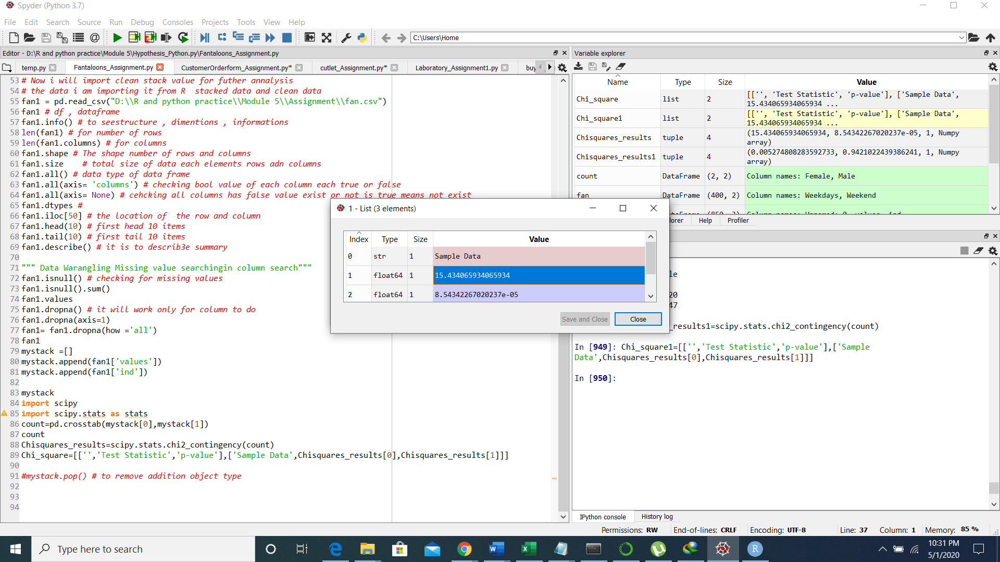 Spyder (Python 3.7)
File Edit Search Source Run Debug Consoles Projects Tools View Help
C:\Users\Home
Editor - D:\R and python practice\Module 5\Hypothesis_Python.py\Fantaloons_Assignment.py
temp.py Fantaloons_Assignment.py CustomerOrderform_Assignment.py* cutlet_Assignment.py* Laboratory_Assignment1.py buy
53 # Now i will import clean stack value for futher annalysis
54 # the data i am importing it from R  stacked data and clean data
55 fan1 = pd.read_csv("D:\\R and python practice\\Module 5\\Assignment\\fan.csv")
56 fan1 # df , dataframe
57 fan1.info() # to seestructure , dimentions , informations
58 len(fan1) # for number of rows
59 len(fan1.columns) # for columns
60 fan1.shape # The shape number of rows and columns
61 fan1.size    # total size of data each elements rows adn columns
62 fan1.all() # data type of data frame
63 fan1.all(axis= 'columns') # checking bool value of each column each true or false
64 fan1.all(axis= None) # cehcking all columns has false value exist or not is true means not exist
65 fan1.dtypes #
66 fan1.iloc[50] # the location of  the row and column
67 fan1.head(10) # first head 10 items
68 fan1.tail(10) # first tail 10 items
69 fan1.describe() # it is to describ3e summary
70
71 """ Data Warangling Missing value searchingin column search"""
72 fan1.isnull() # checking for missing values
73 fan1.isnull().sum()
74 fan1.values
75 fan1.dropna() # it will work only for column to do
76 fan1.dropna(axis=1)
77 fan1= fan1.dropna(how ='all')
78 fan1
79 mystack =[]
80 mystack.append(fan1['values'])
81 mystack.append(fan1['ind'])
82
83 mystack
84 import scipy
85 import scipy.stats as stats
86 count=pd.crosstab(mystack[0],mystack[1])
87 count
88 Chisquares_results=scipy.stats.chi2_contingency(count)
89 Chi_square=[['','Test Statistic','p-value'],['Sample Data',Chisquares_results[0],Chisquares_results[1]]]
90
91 #mystack.pop() # to remove addition object type
92
93
94
Variable explorer
Name Type Size Value
Chi_square list 2 [['', 'Test Statistic', 'p-value'], ['Sample Data',
15.434065934065934 ...
Chi_square1 list 2 [['', 'Test Statistic', 'p-value'], ['Sample Data',
15.434065934065934 ...
Chisquares_results tuple 4 (15.434065934065934, 8.54342267020237e-05, 1, Numpy
array)
Chisquares_results1 tuple 4 (0.005274808283592733, 0.9421022439386241, 1, Numpy
array)
count DataFrame (2, 2) Column names: Female, Male
fan DataFrame (400, 2) Column names: Weekdays, Weekend
lorer Help Profiler
1 - List (3 elements)
Index Type Size Value
0 str 1 Sample Data
1 float64 1 15.434065934065934
2 float64 1 8.54342267020237e-05
Save and Close Close
le
20
47
_results1=scipy.stats.chi2_contingency(count)
In [949]: Chi_square1=[['','Test Statistic','p-value'],['Sample
Data',Chisquares_results[0],Chisquares_results[1]]]
In [950]:
IPython console History log
Permissions: RW End-of-lines: CRLF Encoding: UTF-8 Line: 37 Column: 1 Memory: 85 %
Type here to search
10:31 PM
5/1/2020